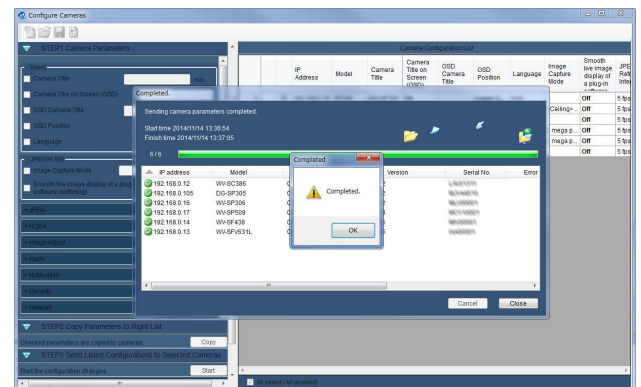 Configure Cameras
STEP1 Camera Parameters
Camera Configuration List
IP Address
Model
Camera Title
Camera Title on Screen (OSD)
OSD Camera Title
OSD Position
Language
Image Capture Mode
Smooth live image display of a plug-in
Basic
Camera Title
Camera Title on Screen (OSD)
OSD Camera Title
OSD Position
Language
JPEG/H.264
Image Capture Mode
Smooth live image display of a plug
software (buffering)
+JPEG
+H.264
+Image Adjust
+Alarm
+Notification
+Security
+Network
STEP2 Copy Parameters to Right List
Checked parameters are copied to cameras.
Copy
STEP3 Send Listed Configurations to Selected Cameras
Start the configuration changes.
Start
Off 5 fps
Ceiling>... Off 5 fps
Off 5 fps
mega p... Off 5 fps
mega p... Off 5 fps
Off 5 fps
Completed.
Sending camera parameters completed.
Start time 2014/11/14 13:36:54
Finish time 2014/11/14 13:37:05
6 / 6
IP address Model Version Serial No. Error
192.168.0.12 WV-SC386
192.168.0.105 DG-SP305
192.168.0.16 WV-SP306
192.168.0.17 WV-SP509
192.168.0.14 WV-SF438
192.168.0.13 WV-SFV631L
Completed
Completed.
OK
Cancel
Close
All select / All unselect